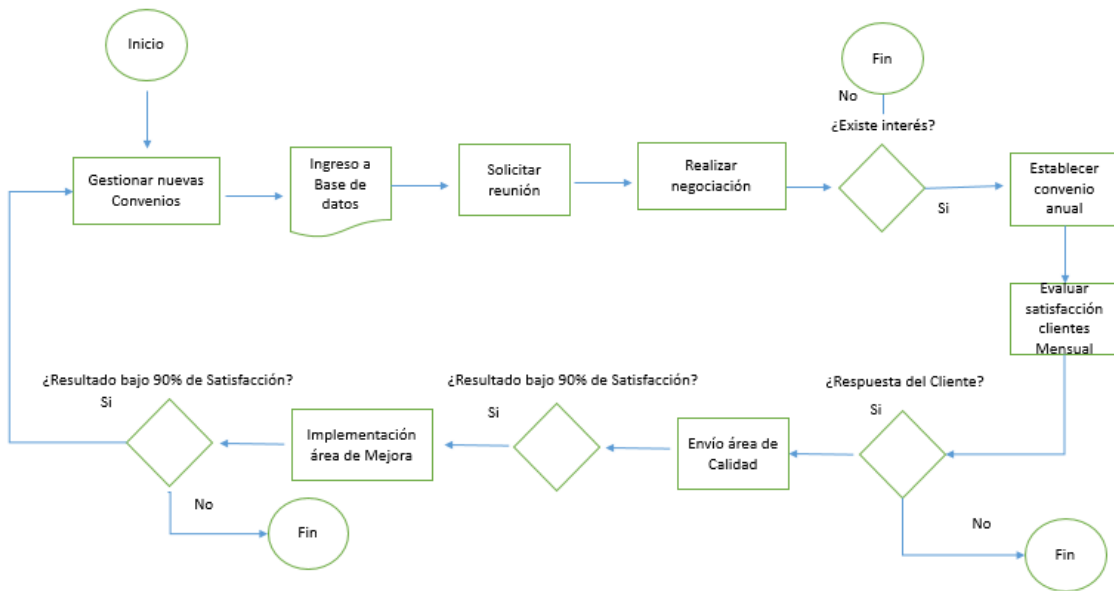 Inicio
Fin
No
¿Existe interés?
Gestionar nuevas
Convenios
Ingreso a
Base de
datos
Solicitar
reunión
Realizar
negociación
Si
Establecer
convenio
anual
Evaluar
satisfacción
clientes
Mensual
¿Resultado bajo 90% de Satisfacción?
Si
¿Resultado bajo 90% de Satisfacción?
Si
¿Respuesta del Cliente?
Si
Implementación
área de Mejora
Envío área de
Calidad
No
Fin
No
Fin